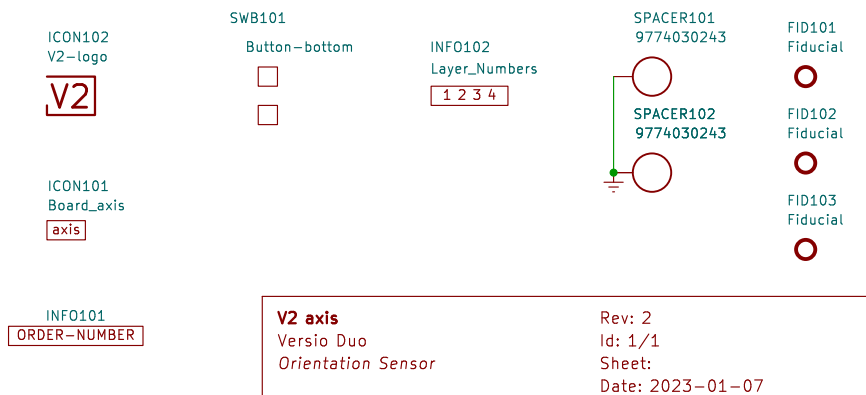 ICON102
V2-logo
V2
SWB101
Button-bottom
INFO102
Layer_Numbers
1 2 3 4
SPACER101
9774030243
SPACER102
9774030243
FID101
Fiducial
FID102
Fiducial
FID103
Fiducial
ICON101
Board_axis
axis
INFO101
ORDER-NUMBER
V2 axis
Versio Duo
Orientation Sensor
Rev: 2
Id: 1/1
Sheet:
Date: 2023-01-07